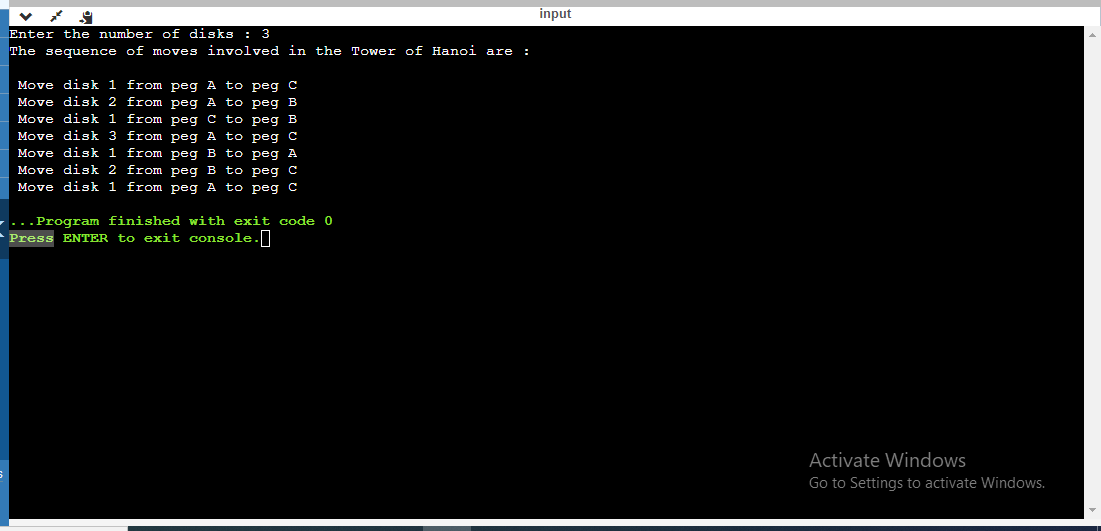 input
Enter the number of disks : 3
The sequence of moves involved in the Tower of Hanoi are :
Move disk 1 from peg A to peg C
Move disk 2 from peg A to peg B
Move disk 1 from peg C to peg B
Move disk 3 from peg A to peg C
Move disk 1 from peg B to peg A
Move disk 2 from peg B to peg C
Move disk 1 from peg A to peg C
...Program finished with exit code 0
Press ENTER to exit console.
Activate Windows
Go to Settings to activate Windows.